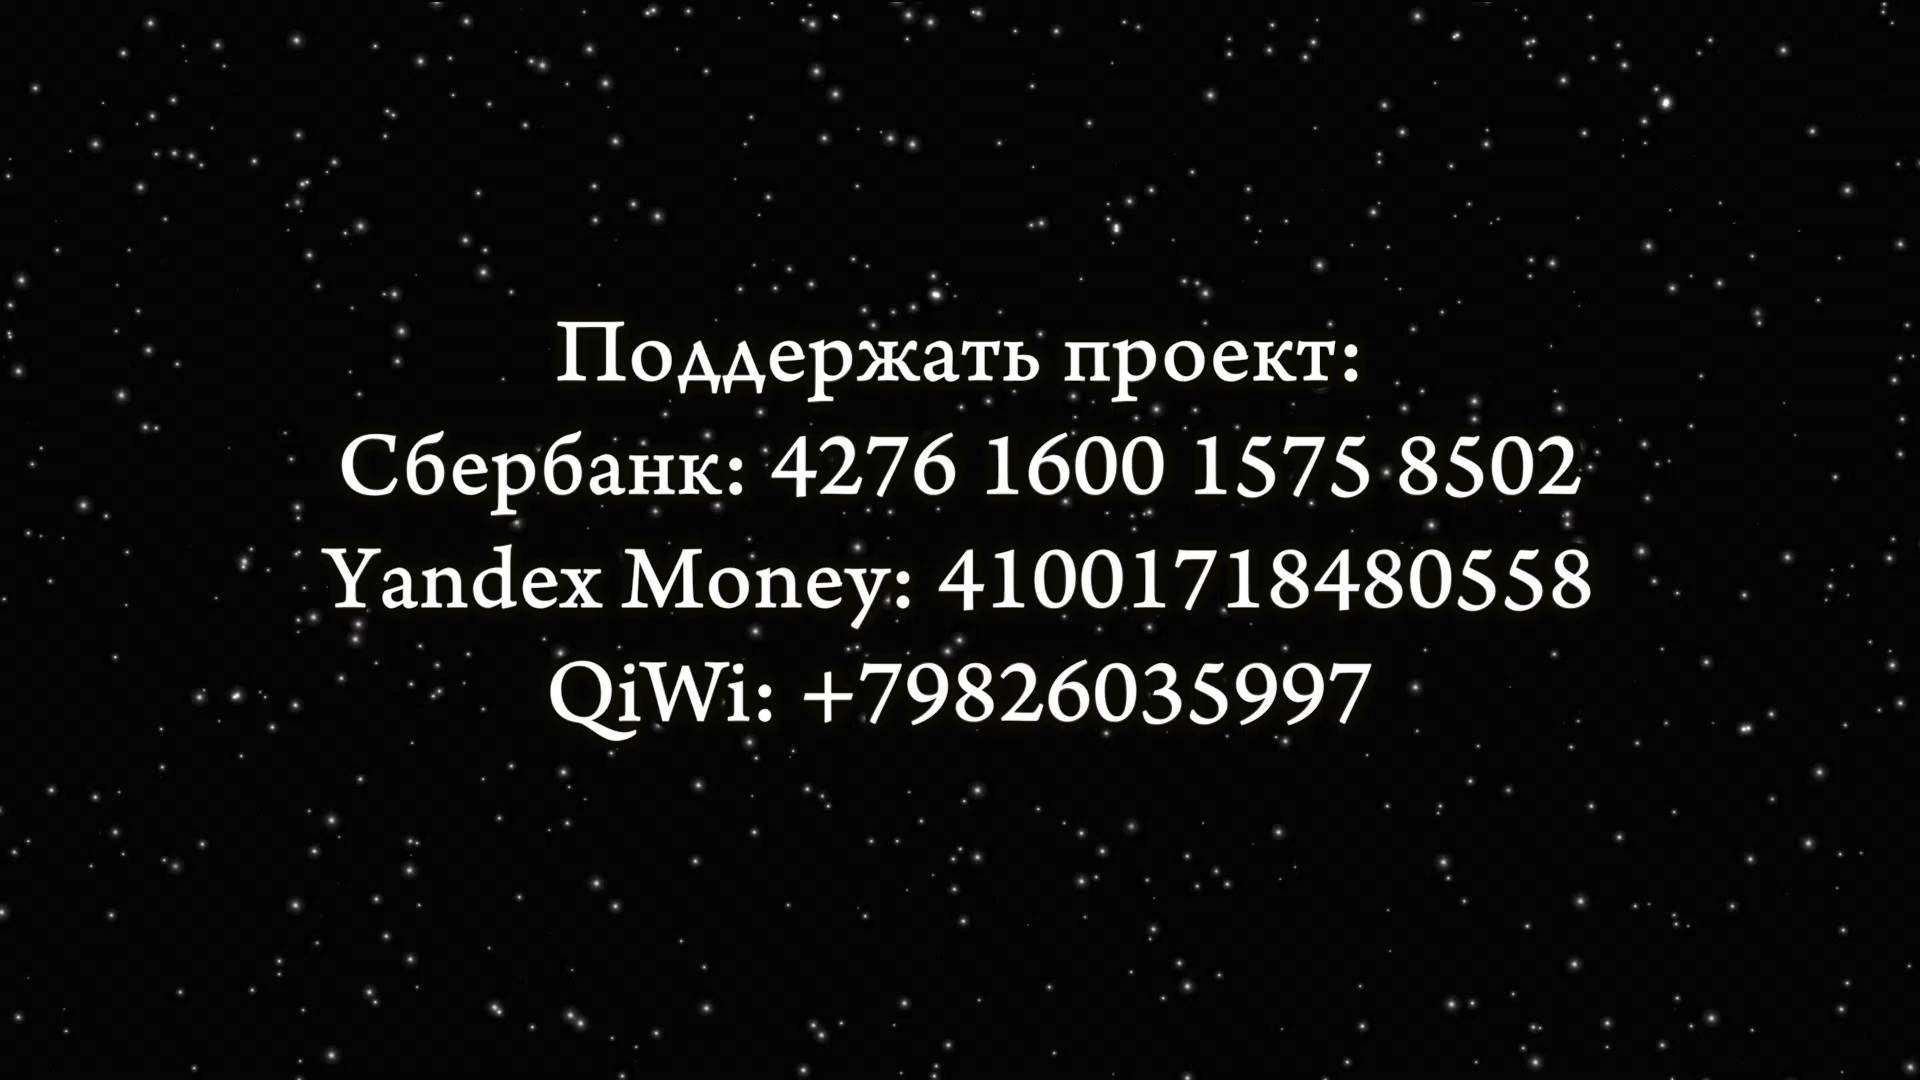 Поддержать проект:
Сбербанк: 4276 1600 1575 8502
Yandex Money: 41001718480558
QiWi: +79826035997